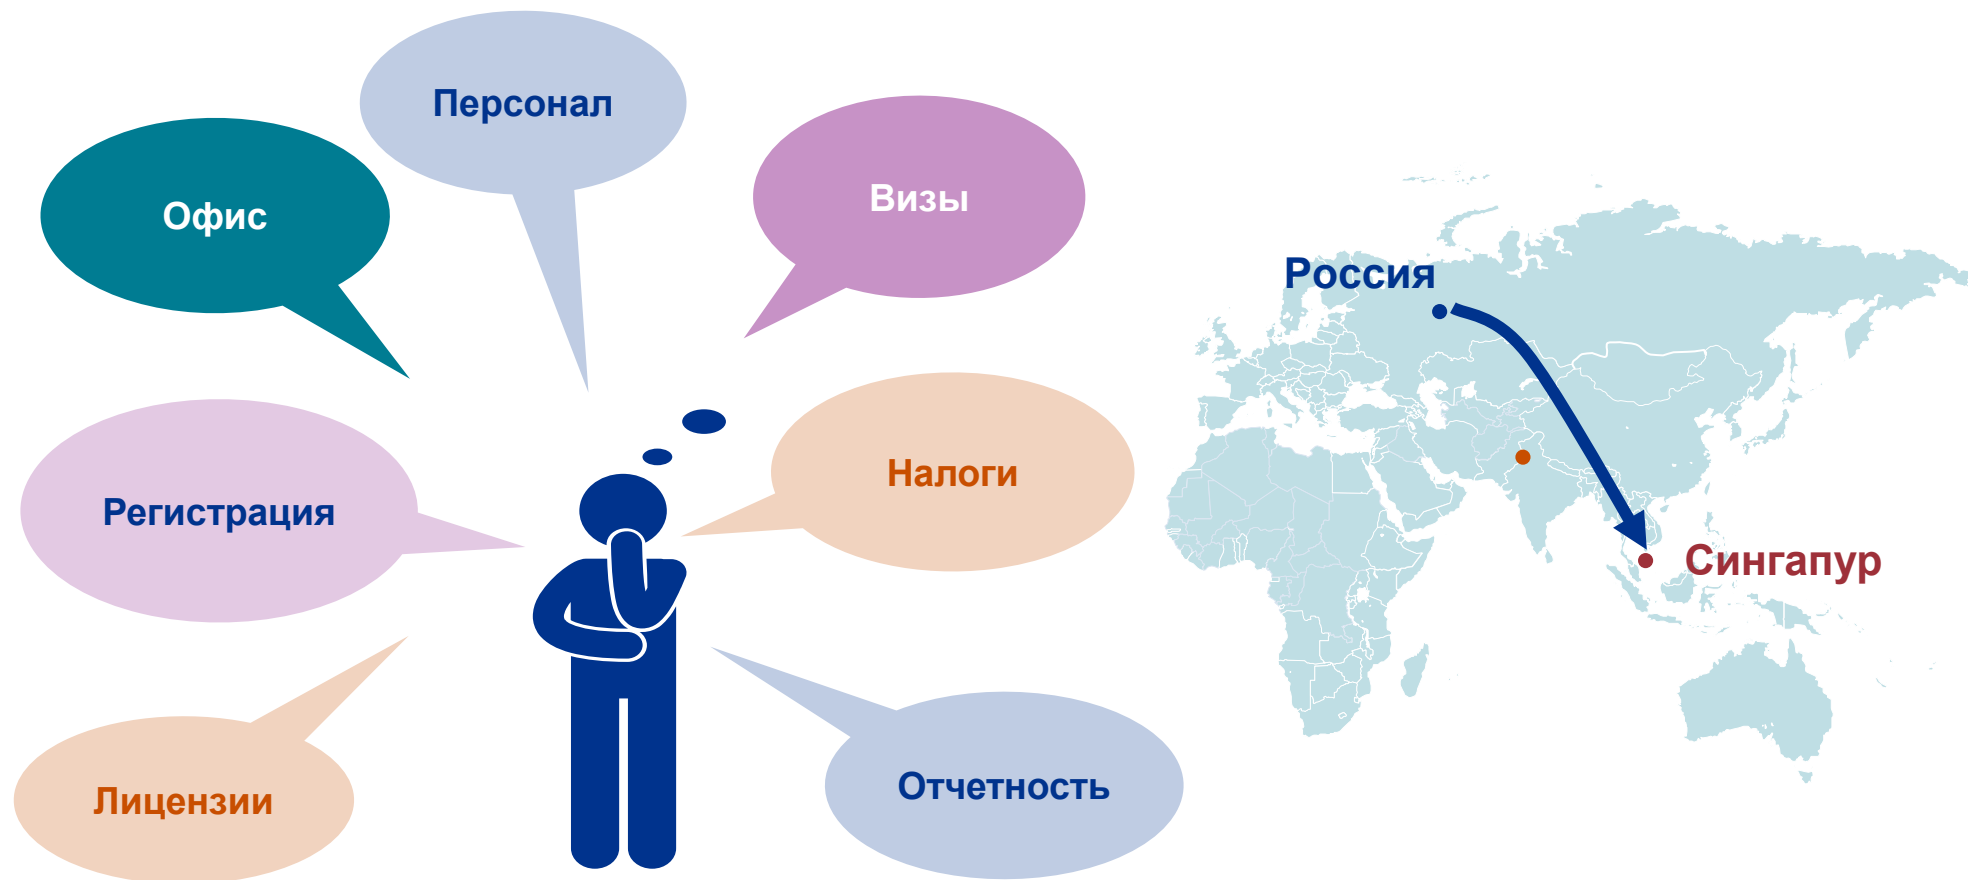 Персонал
Офис
Визы
Россия
Налоги
Регистрация
Сингапур
Лицензии
Отчетность